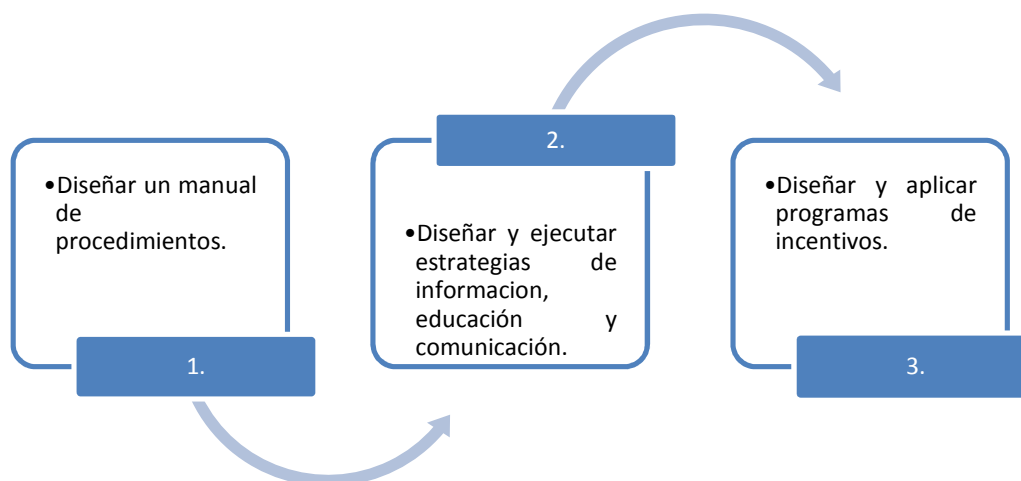 •Diseñar un manual
de
procedimientos.
1.
2.
•Diseñar y ejecutar
estrategias de
informacion,
educación y
comunicación.
•Diseñar y aplicar
programas de
incentivos.
3.